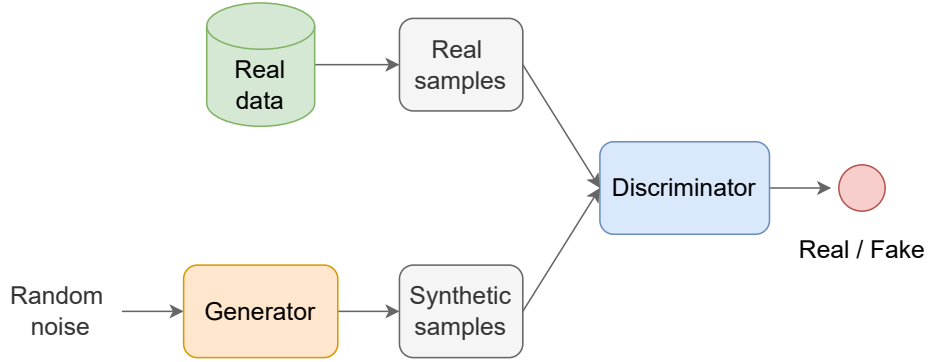 Real
data
Real
samples
Discriminator
Real / Fake
Random
noise
Generator
Synthetic
samples